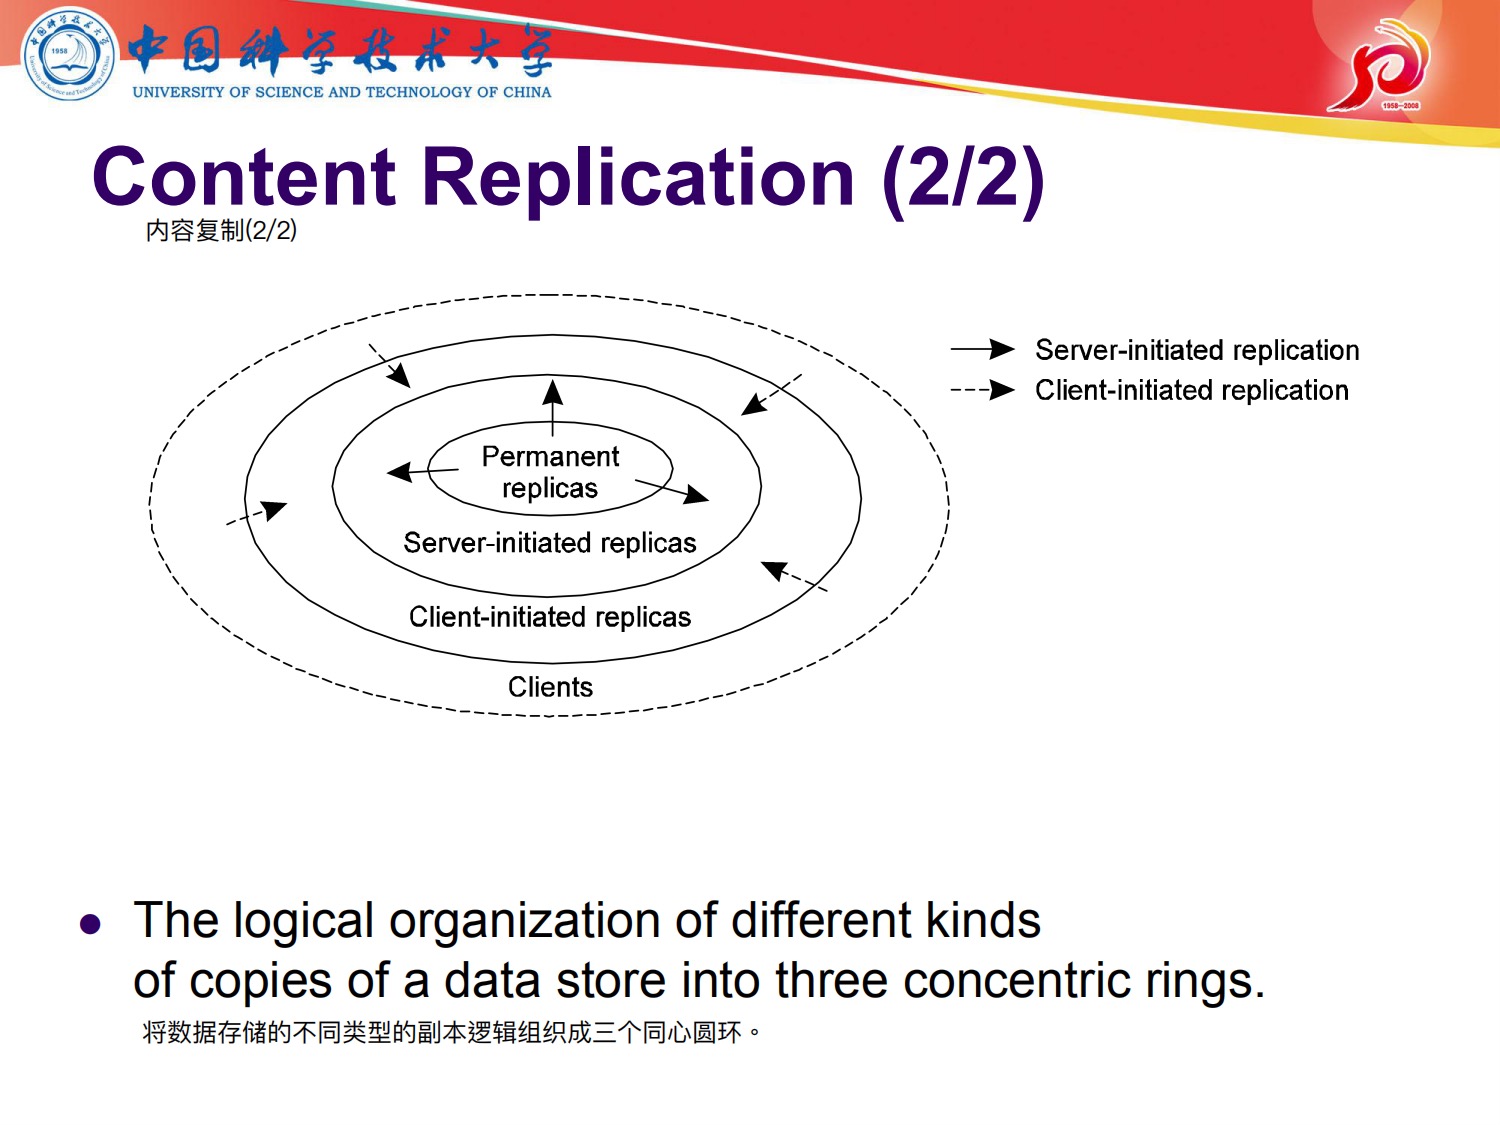 中国科学技术大学
UNIVERSITY OF SCIENCE AND TECHNOLOGY OF CHINA
1958
1958—2008
Content Replication (2/2)
内容复制(2/2)
Server-initiated replication
Client-initiated replication
Permanent
replicas
Server-initiated replicas
Client-initiated replicas
Clients
● The logical organization of different kinds
of copies of a data store into three concentric rings.
将数据存储的不同类型的副本逻辑组织成三个同心圆环。